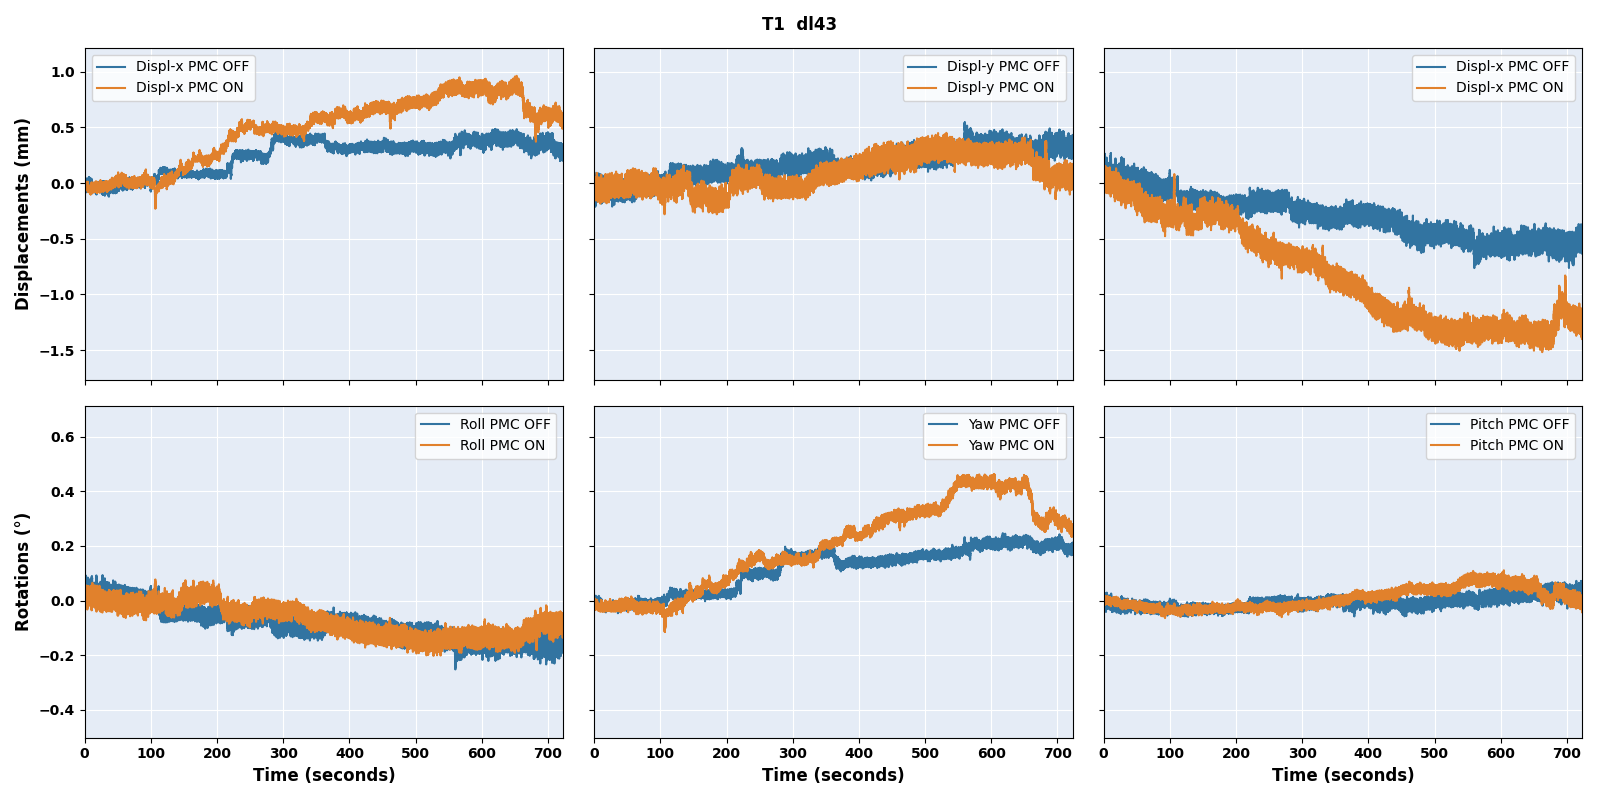 T1 dl43
Displacements (mm)
1.0
0.5
0.0
−0.5
−1.0
−1.5
Displ-x PMC OFF
Displ-x PMC ON
Displ-y PMC OFF
Displ-y PMC ON
Displ-x PMC OFF
Displ-x PMC ON
Rotations (°)
0.6
0.4
0.2
0.0
−0.2
−0.4
Roll PMC OFF
Roll PMC ON
Yaw PMC OFF
Yaw PMC ON
Pitch PMC OFF
Pitch PMC ON
0 100 200 300 400 500 600 700
0 100 200 300 400 500 600 700
0 100 200 300 400 500 600 700
Time (seconds)
Time (seconds)
Time (seconds)